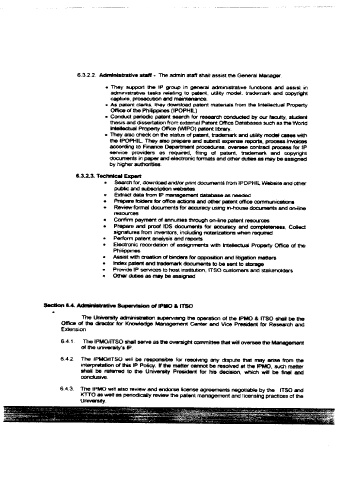 6.3.2.2. Administrative staff - The admin staff shall assist the General Manager.
• They support the IP group in general administrative functions and assist in
administrative tasks relating to patent, utility model, trademark and copyright
capture, prosecution and maintenance.
• As paralegal clerks, they download patent materials from the Intellectual Property
Office of the Philippines (IPOPHIL)
• Conduct periodic patent search for research conducted by our faculty, student
thesis and dissertation from external Patent Office Databases such as the World
Intellectual Property Office (WIPO) patent library.
• They also check on the status of patent, trademark and utility model cases with
the IPOPHIL. They also prepare and submit expense reports, process invoices
according to Finance Department procedures, oversee contract process for IP
service providers as required, filing of patent, trademark and copyright
documents in paper and electronic formats and other duties as may be assigned
by higher authorities.
6.3.2.3. Technical Expert
• Search for, download and/or print documents from IPOPHIL Website and other
public and subscription websites
• Extract data from IP management database as needed
• Prepare folders for office actions and other patent office communications
• Review formal documents for accuracy using in-house documents and on-line
resources
• Confirm payment of annuities through on-line patent resources
• Prepare and proof IDS documents for accuracy and completeness. Collect
signatures from inventors, including notarizations when required
• Perform patent analysis and reports
• Electronic recordation of assignments with Intellectual Property Office of the
Philippines
• Assist with creation of binders for opposition and litigation matters
• Index patent and trademark documents to be sent to storage
• Provide IP services to host institution, ITSO customers and stakeholders
• Other duties as may be assigned
Section 6.4. Administrative Supervision of IPMO & ITSO
•
The University administration supervising the operation of the IPMO & ITSO shall be the
Office of the director for Knowledge Management Center and Vice President for Research and
Extension
6.4.1. The IPMO/ITSO shall serve as the oversight committee that will oversee the Management
of the university's IP.
6.4.2. The IPMO/ITSO will be responsible for resolving any dispute that may arise from the
interpretation of this IP Policy. If the matter cannot be resolved at the IPMO, such matter
shall be referred to the University President for his decision, which will be final and
conclusive.
6.4.3. The IPMO will also review and endorse license agreements negotiable by the ITSO and
KTTO as well as periodically review the patent management and licensing practices of the
University.